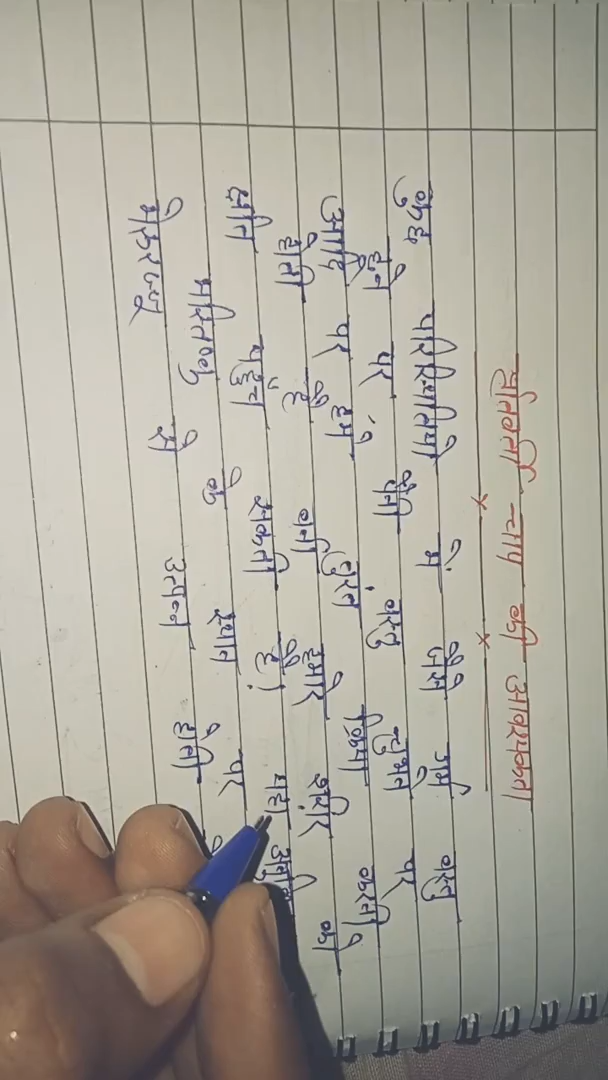 प्रतिवर्ती चाप की आवश्यकता
कुछ परिस्थितियों में जैसे गर्म वस्तु
छूने पर पैनी वस्तु चुभने पर
आदि पर हमें तुरंत क्रिया करनी
होती है वर्ना हमारे शरीर को
क्षति पहुँच सकती है। यहां
मस्तिष्क के स्थान पर
मेरुरज्जू से उत्पन्न होती